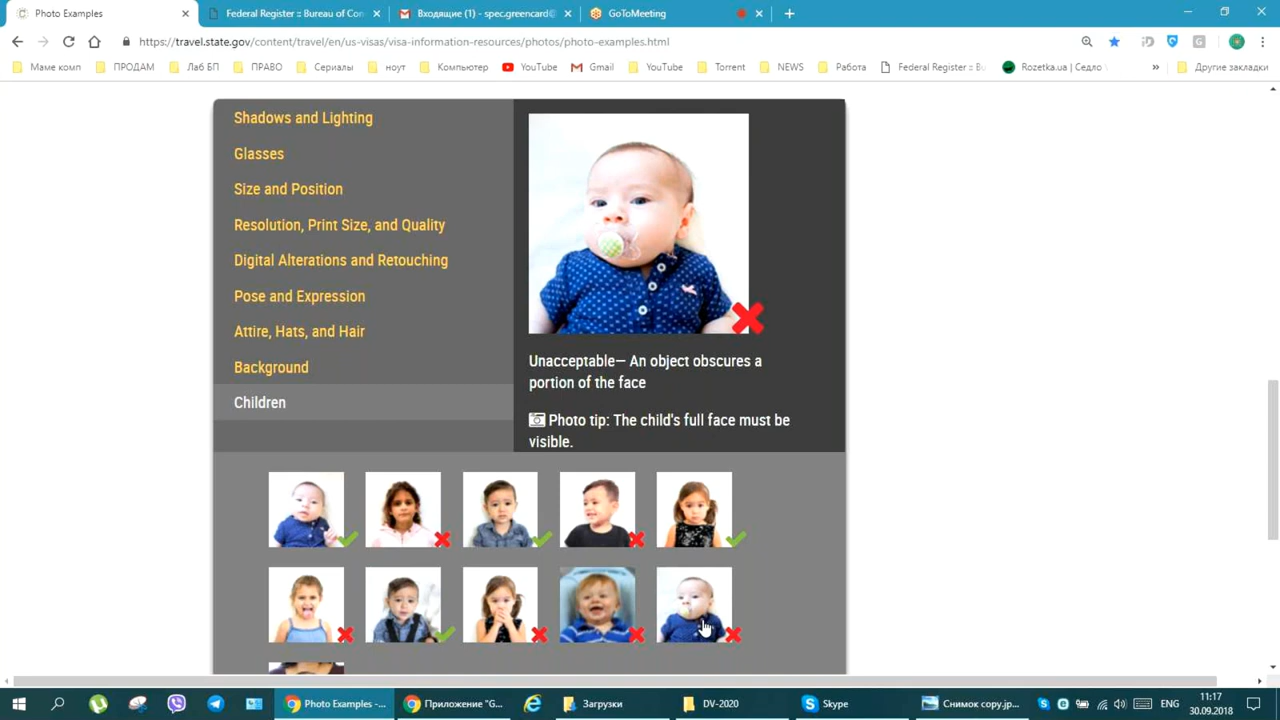 Photo Examples
Federal Register :: Bureau of Con
Входящие (1) - spec.greencard@
GoToMeeting
https://travel.state.gov/content/travel/en/us-visas/visa-information-resources/photos/photo-examples.html
Маме комп
ПРОДАМ
Лаб БП
ПРАВО
Сериалы
ноут
Компьютер
YouTube
Gmail
YouTube
Torrent
NEWS
Работа
Federal Register :: Bu
Rozetka.ua | Седло
Другие закладки
Shadows and Lighting
Glasses
Size and Position
Resolution, Print Size, and Quality
Digital Alterations and Retouching
Pose and Expression
Attire, Hats, and Hair
Background
Children
Unacceptable— An object obscures a
portion of the face
Photo tip: The child's full face must be
visible.
Photo Examples -...
Приложение "G...
Загрузки
DV-2020
Skype
Снимок copy.jp...
ENG
11:17
30.09.2018